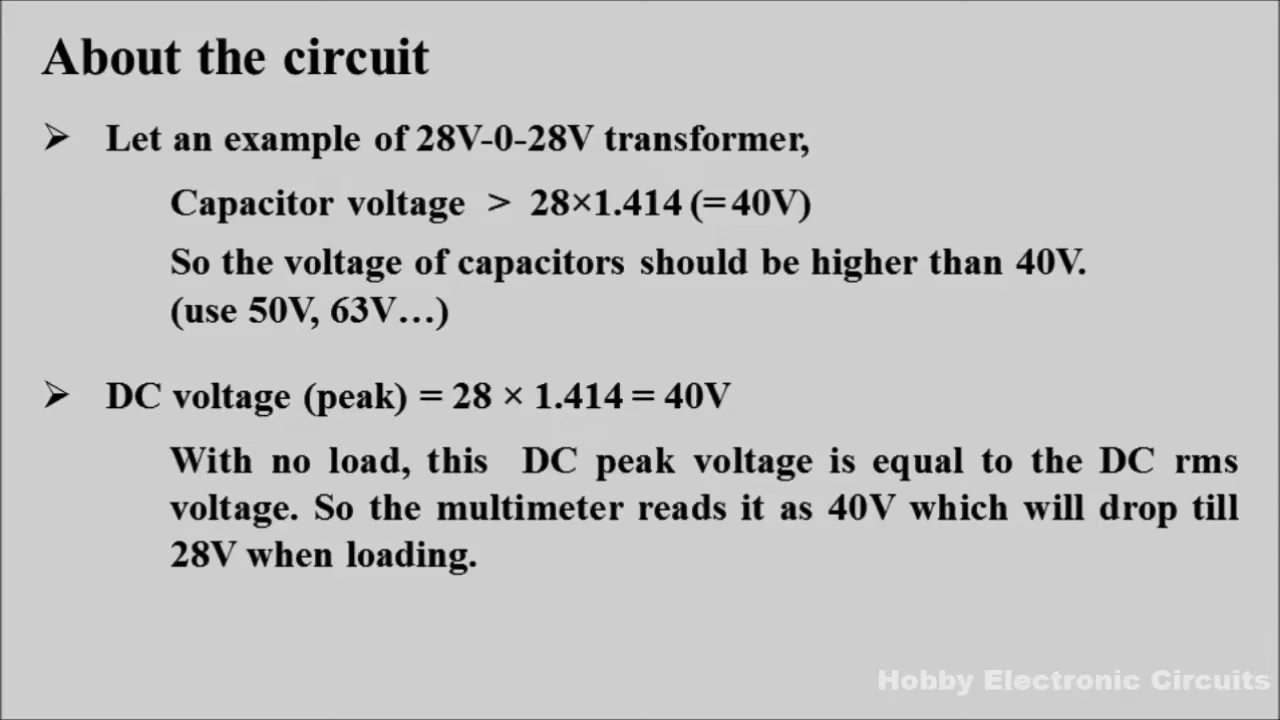 About the circuit
➢ Let an example of 28V-0-28V transformer,
Capacitor voltage > 28×1.414 (=40V)
So the voltage of capacitors should be higher than 40V.
(use 50V, 63V…)
➢ DC voltage (peak) = 28 × 1.414 = 40V
With no load, this DC peak voltage is equal to the DC rms
voltage. So the multimeter reads it as 40V which will drop till
28V when loading.
Hobby Electronic Circuits